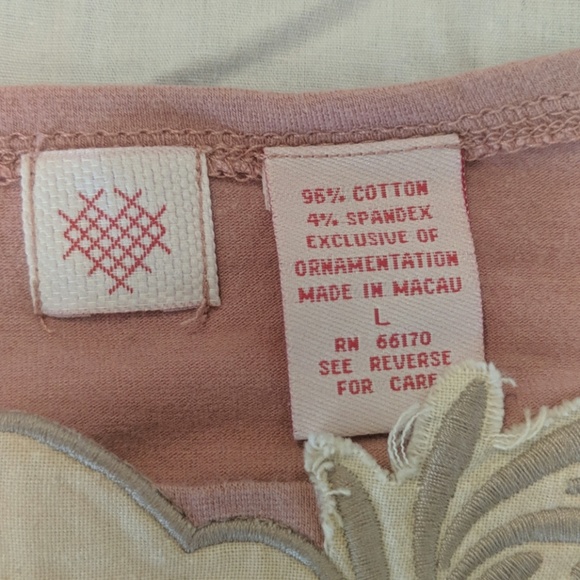 96% COTTON
4% SPANDEX
EXCLUSIVE OF
ORNAMENTATION
MADE IN MACAU
L
RN 66170
SEE REVERSE
FOR CARE